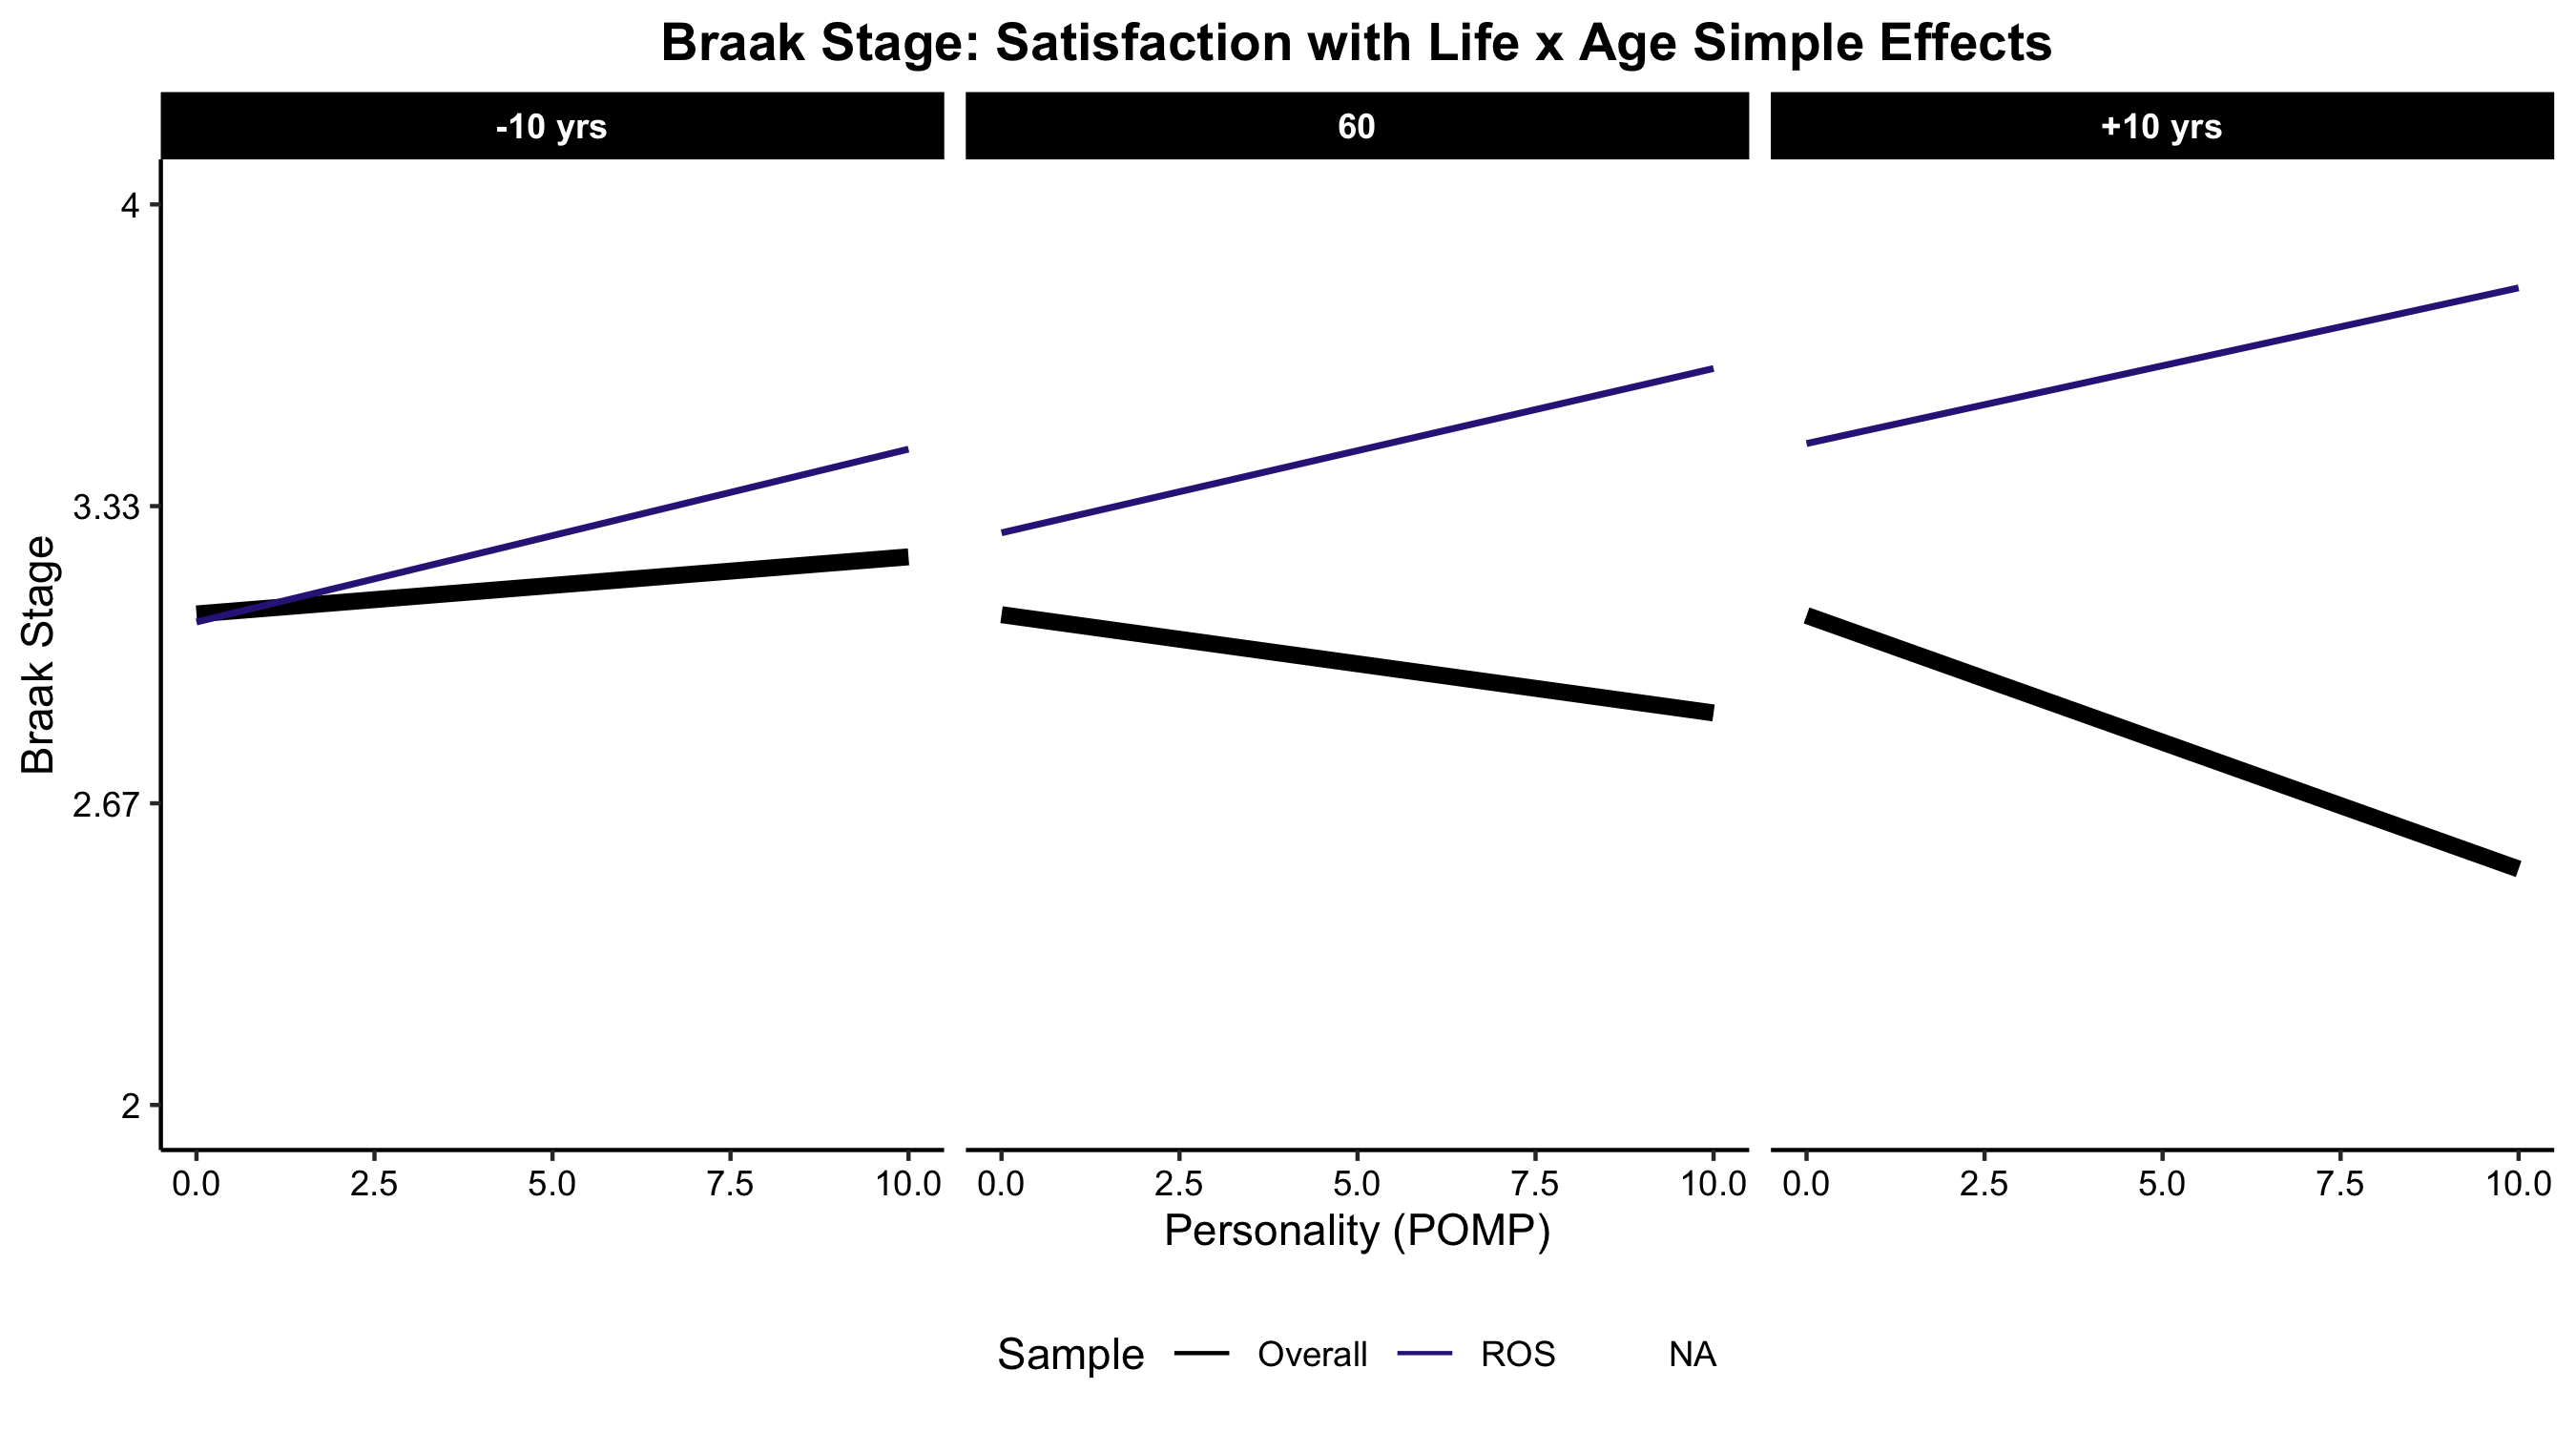 Braak Stage: Satisfaction with Life x Age Simple Effects
-10 yrs
60
+10 yrs
Braak Stage
4
3.33
2.67
2
0.0 2.5 5.0 7.5 10.0
0.0 2.5 5.0 7.5 10.0
0.0 2.5 5.0 7.5 10.0
Personality (POMP)
Sample Overall ROS NA